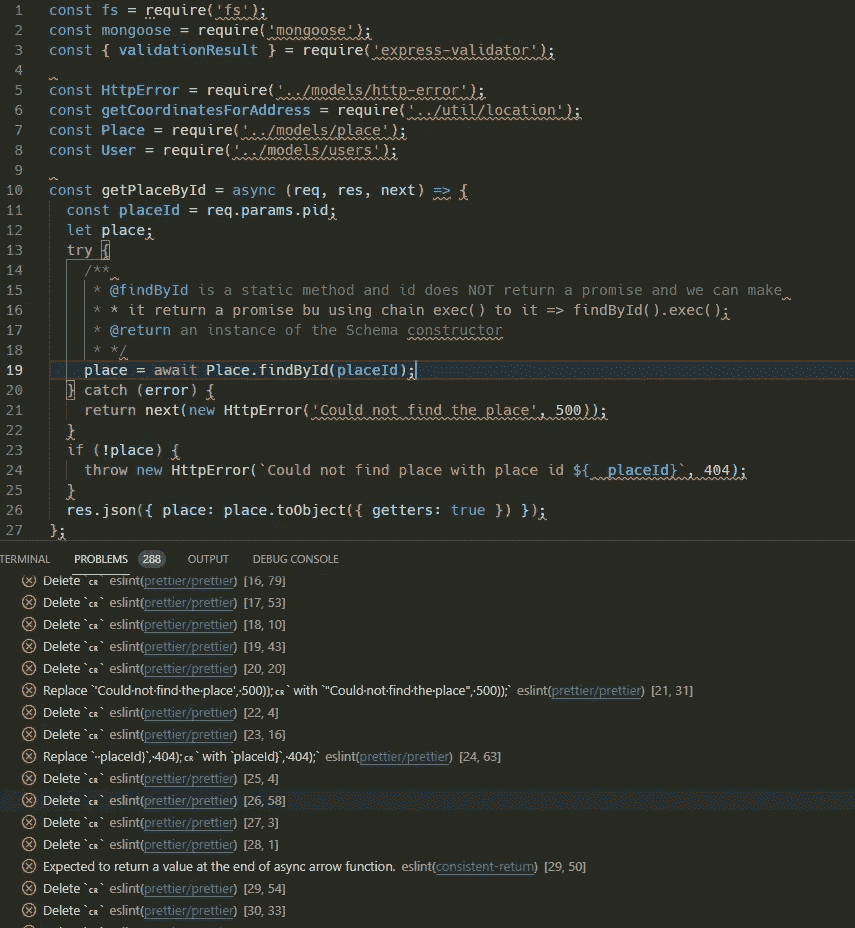 1 const fs = require('fs');
2 const mongoose = require('mongoose');
3 const { validationResult } = require('express-validator');
4
5 const HttpError = require('../models/http-error');
6 const getCoordinatesForAddress = require('../util/location');
7 const Place = require('../models/place');
8 const User = require('../models/users');
9
10 const getPlaceById = async (req, res, next) => {
11 const placeId = req.params.pid;
12 let place;
13 try {
14 /**
15 * @findById is a static method and id does NOT return a promise and we can make
16 * * it return a promise bu using chain exec() to it => findById().exec();
17 * @return an instance of the Schema constructor
18 * */
19 place = await Place.findById(placeId);
20 } catch (error) {
21 return next(new HttpError('Could not find the place', 500));
22 }
23 if (!place) {
24 throw new HttpError(`Could not find place with place id ${  placeId}`, 404);
25 }
26 res.json({ place: place.toObject({ getters: true }) });
27 };
TERMINAL PROBLEMS 288 OUTPUT DEBUG CONSOLE
Delete `CR` eslint(prettier/prettier) [16, 79]
Delete `CR` eslint(prettier/prettier) [17, 53]
Delete `CR` eslint(prettier/prettier) [18, 10]
Delete `CR` eslint(prettier/prettier) [19, 43]
Delete `CR` eslint(prettier/prettier) [20, 20]
Replace `'Could·not·find·the·place',·500));CR` with `"Could·not·find·the·place",·500));` eslint(prettier/prettier) [21, 31]
Delete `CR` eslint(prettier/prettier) [22, 4]
Delete `CR` eslint(prettier/prettier) [23, 16]
Replace `··placeId}`,·404);CR` with `placeId}`,·404);` eslint(prettier/prettier) [24, 63]
Delete `CR` eslint(prettier/prettier) [25, 4]
Delete `CR` eslint(prettier/prettier) [26, 58]
Delete `CR` eslint(prettier/prettier) [27, 3]
Delete `CR` eslint(prettier/prettier) [28, 1]
Expected to return a value at the end of async arrow function. eslint(consistent-return) [29, 50]
Delete `CR` eslint(prettier/prettier) [29, 54]
Delete `CR` eslint(prettier/prettier) [30, 33]